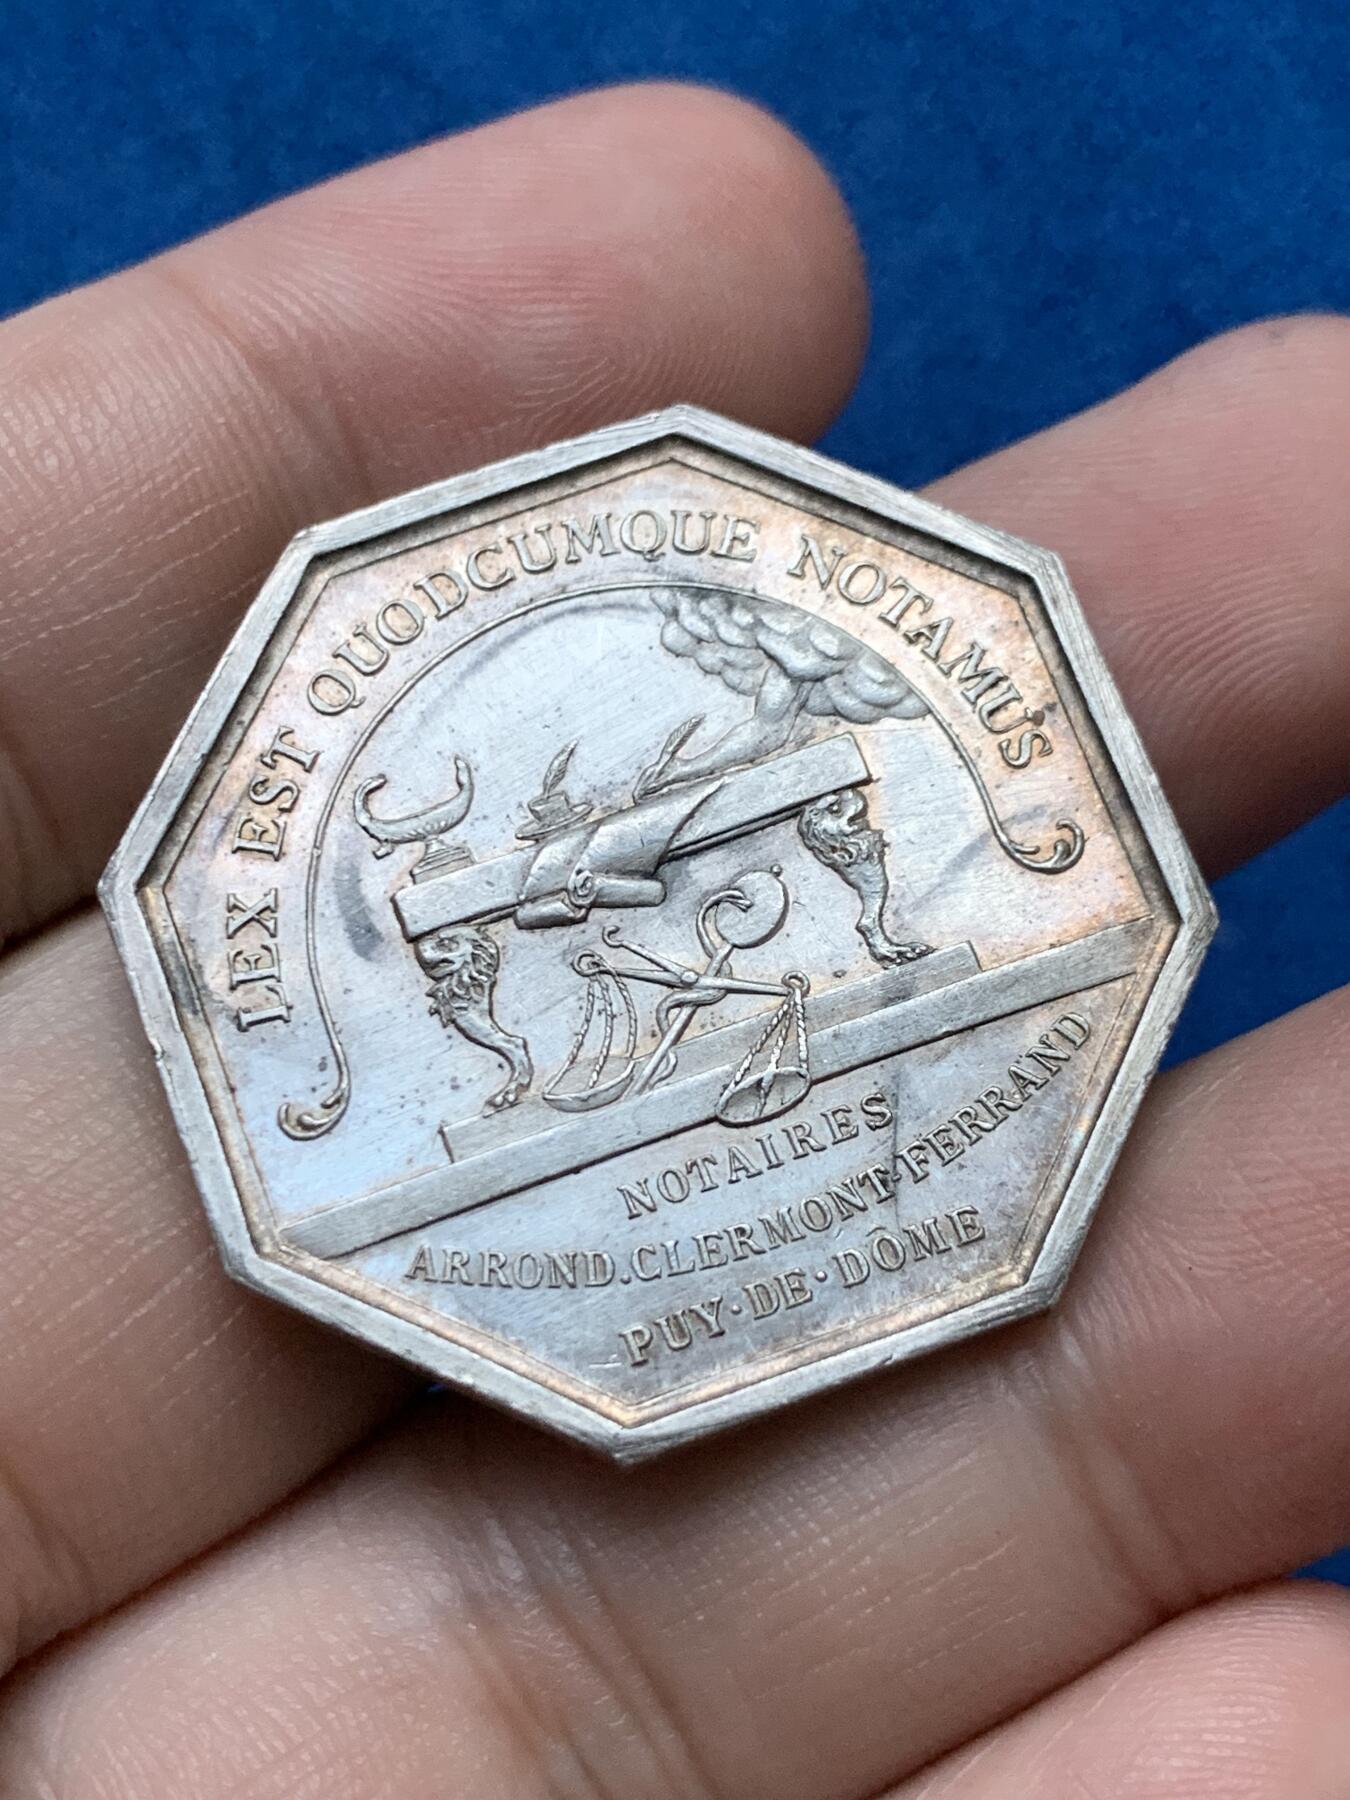 LEX EST QUODCUMQUE NOTAMUS
NOTAIRES
ARROND.CLERMONT-FERRAND
PUY·DE·DÔME